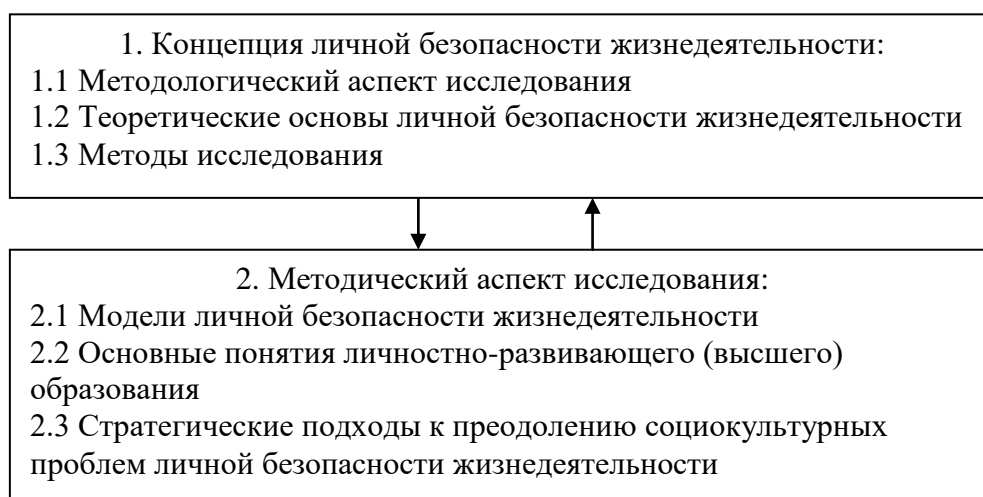 1. Концепция личной безопасности жизнедеятельности:
1.1 Методологический аспект исследования
1.2 Теоретические основы личной безопасности жизнедеятельности
1.3 Методы исследования
2. Методический аспект исследования:
2.1 Модели личной безопасности жизнедеятельности
2.2 Основные понятия личностно-развивающего (высшего)
образования
2.3 Стратегические подходы к преодолению социокультурных
проблем личной безопасности жизнедеятельности